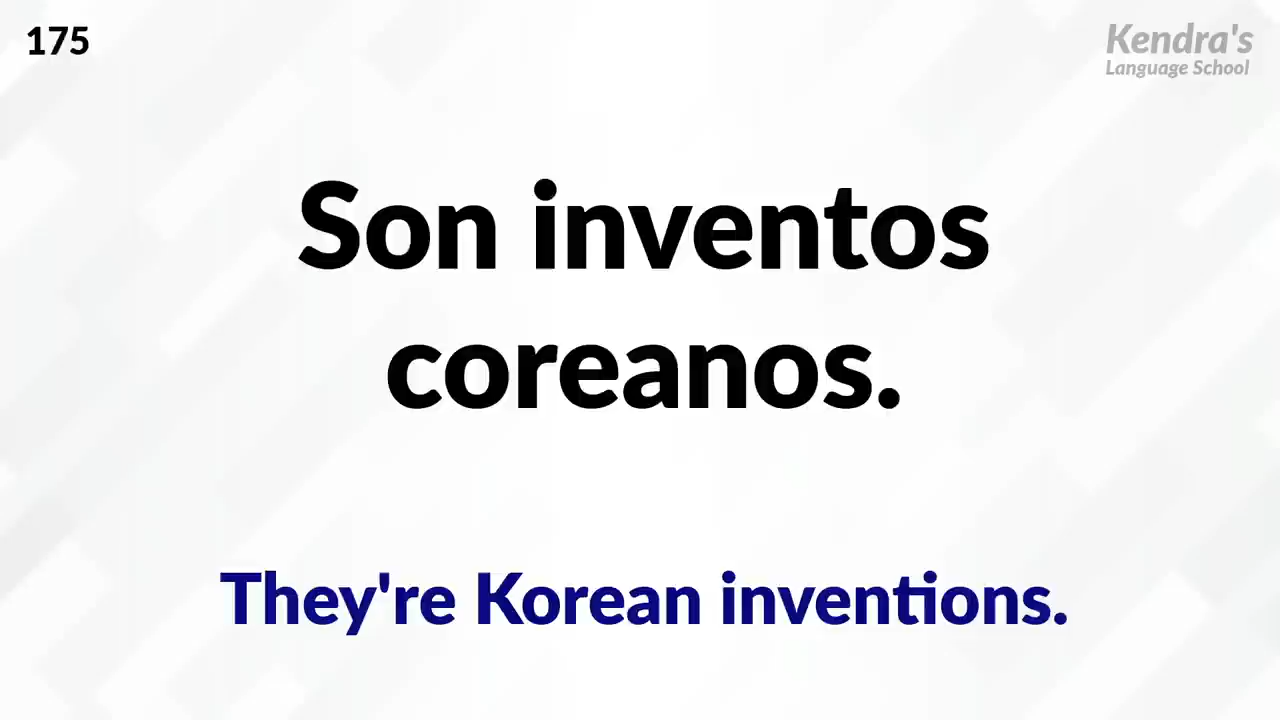 175
Kendra's
Language School
Son inventos
coreanos.
They're Korean inventions.